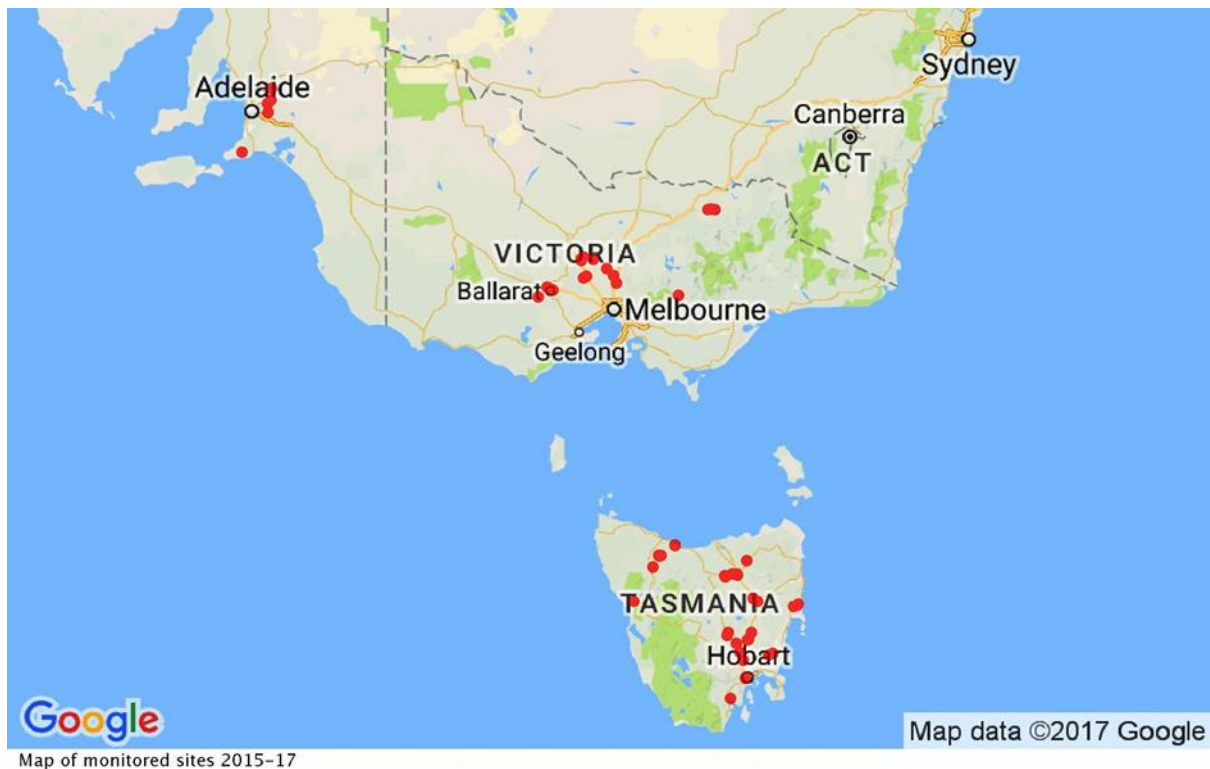 Sydney
Adelaide
Canberra
ACT
VICTORIA
Ballarat
Melbourne
Geelong
TASMANIA
Hobart
Google
Map data ©2017 Google
Map of monitored sites 2015-17